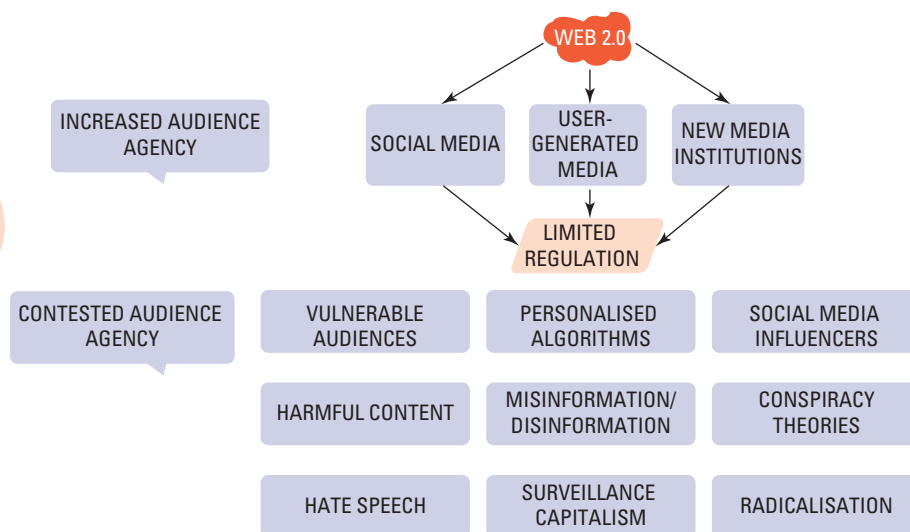 WEB 2.0
INCREASED AUDIENCE
AGENCY
SOCIAL MEDIA
USER-
GENERATED
MEDIA
NEW MEDIA
INSTITUTIONS
LIMITED
REGULATION
CONTESTED AUDIENCE
AGENCY
VULNERABLE
AUDIENCES
PERSONALISED
ALGORITHMS
SOCIAL MEDIA
INFLUENCERS
HARMFUL CONTENT
MISINFORMATION/
DISINFORMATION
CONSPIRACY
THEORIES
HATE SPEECH
SURVEILLANCE
CAPITALISM
RADICALISATION